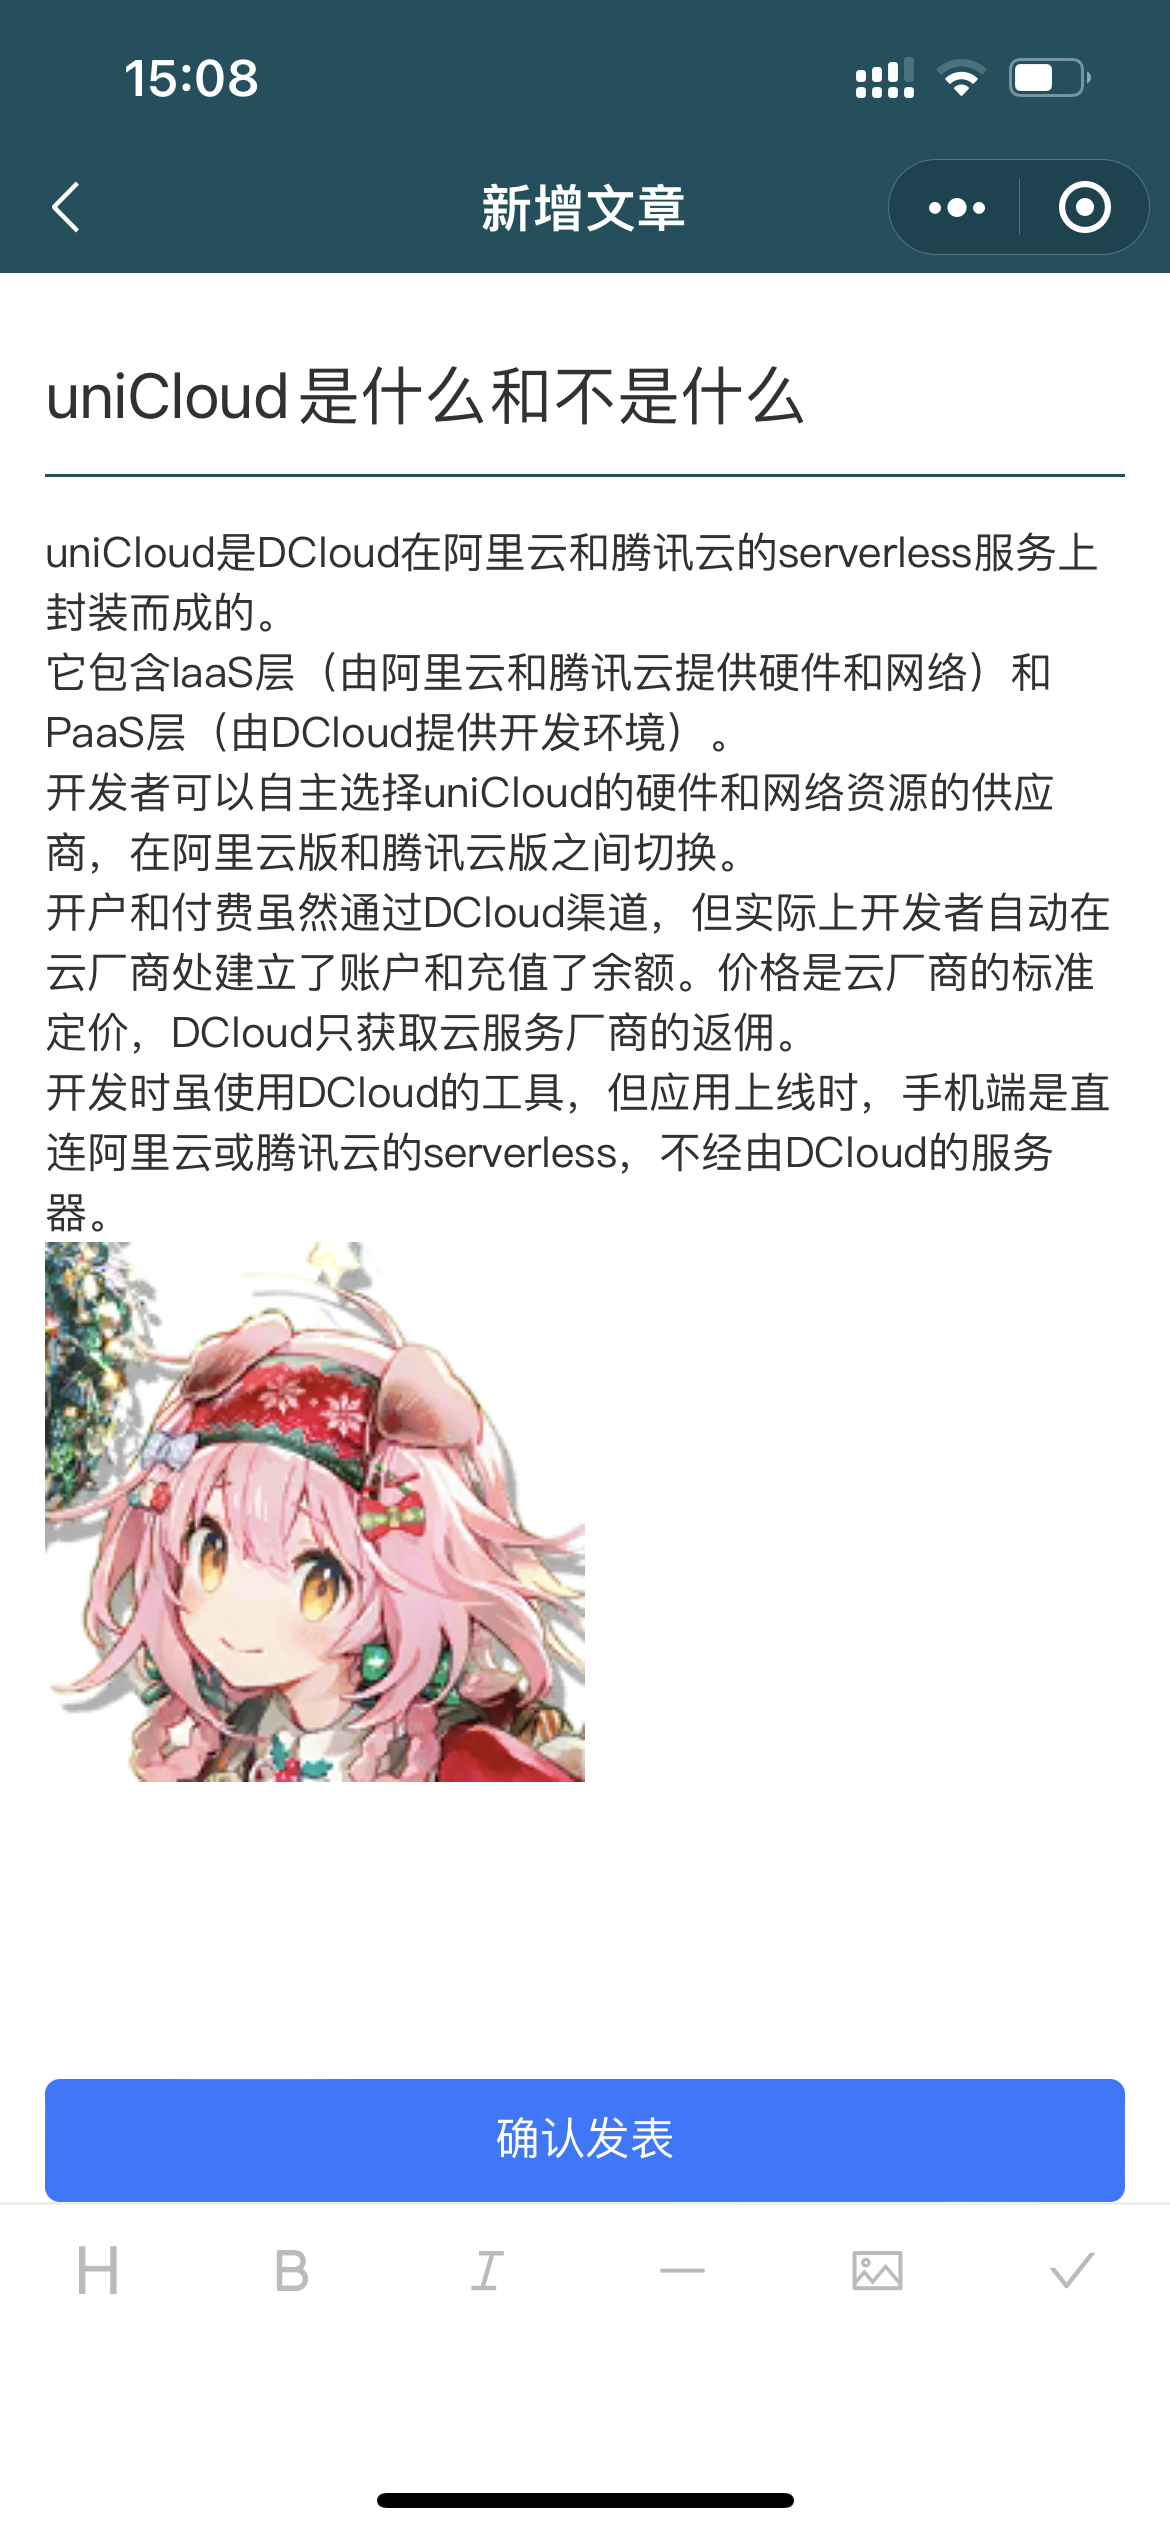 15:08
新增文章
uniCloud是什么和不是什么
uniCloud是DCloud在阿里云和腾讯云的serverless服务上
封装而成的。
它包含IaaS层（由阿里云和腾讯云提供硬件和网络）和
PaaS层（由DCloud提供开发环境）。
开发者可以自主选择uniCloud的硬件和网络资源的供应
商，在阿里云版和腾讯云版之间切换。
开户和付费虽然通过DCloud渠道，但实际上开发者自动在
云厂商处建立了账户和充值了余额。价格是云厂商的标准
定价，DCloud只获取云服务厂商的返佣。
开发时虽使用DCloud的工具，但应用上线时，手机端是直
连阿里云或腾讯云的serverless，不经由DCloud的服务
器。
确认发表
H B I